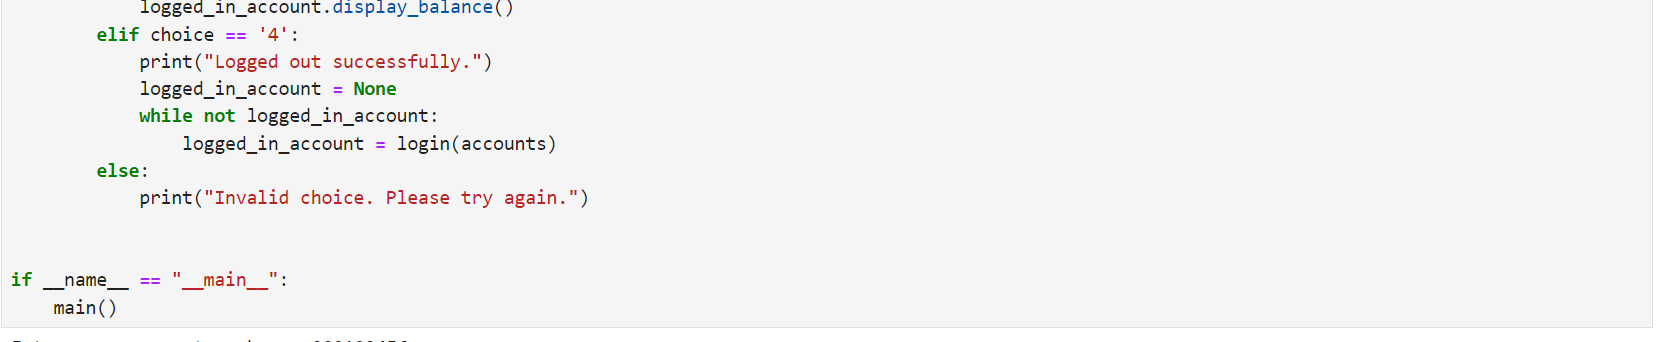 logged_in_account.display_balance()
        elif choice == '4':
            print("Logged out successfully.")
            logged_in_account = None
            while not logged_in_account:
                logged_in_account = login(accounts)
        else:
            print("Invalid choice. Please try again.")
if __name__ == "__main__":
    main()